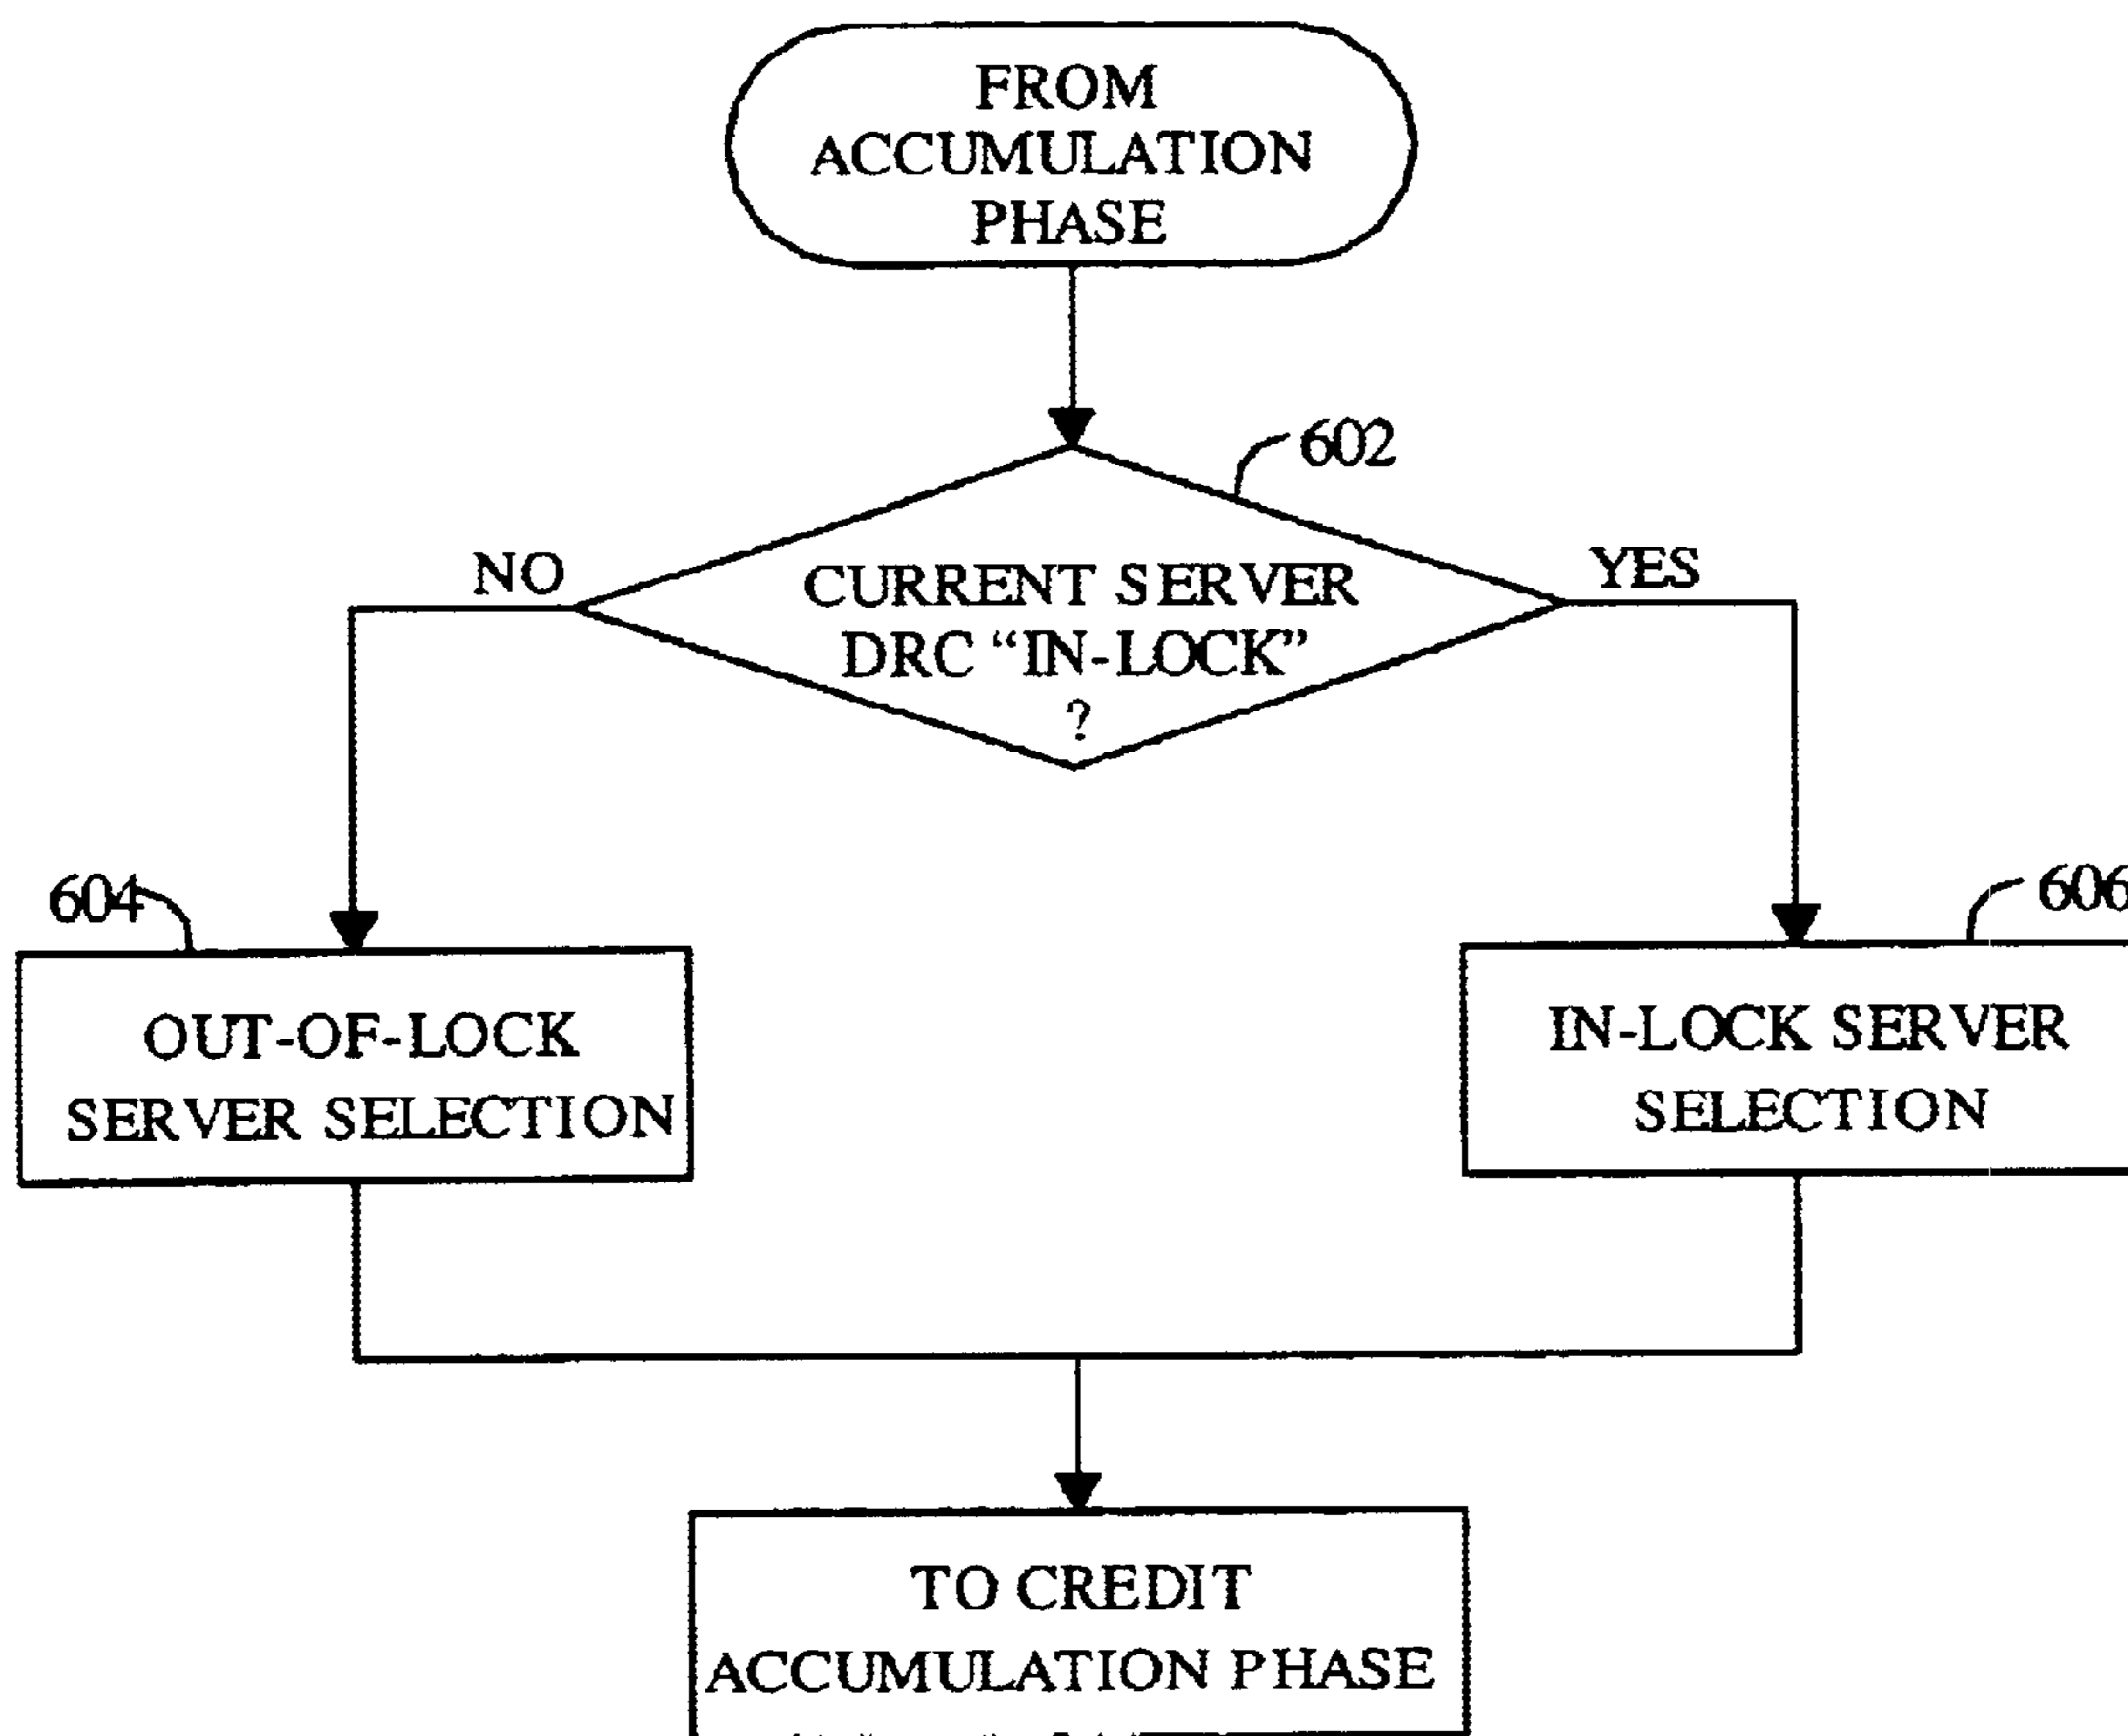 FROM
ACCUMULATION
PHASE
602
NO
YES
CURRENT SERVER
DRC “IN-LOCK”
?
604
606
OUT-OF-LOCK
SERVER SELECTION
IN-LOCK SERVER
SELECTION
TO CREDIT
ACCUMULATION PHASE